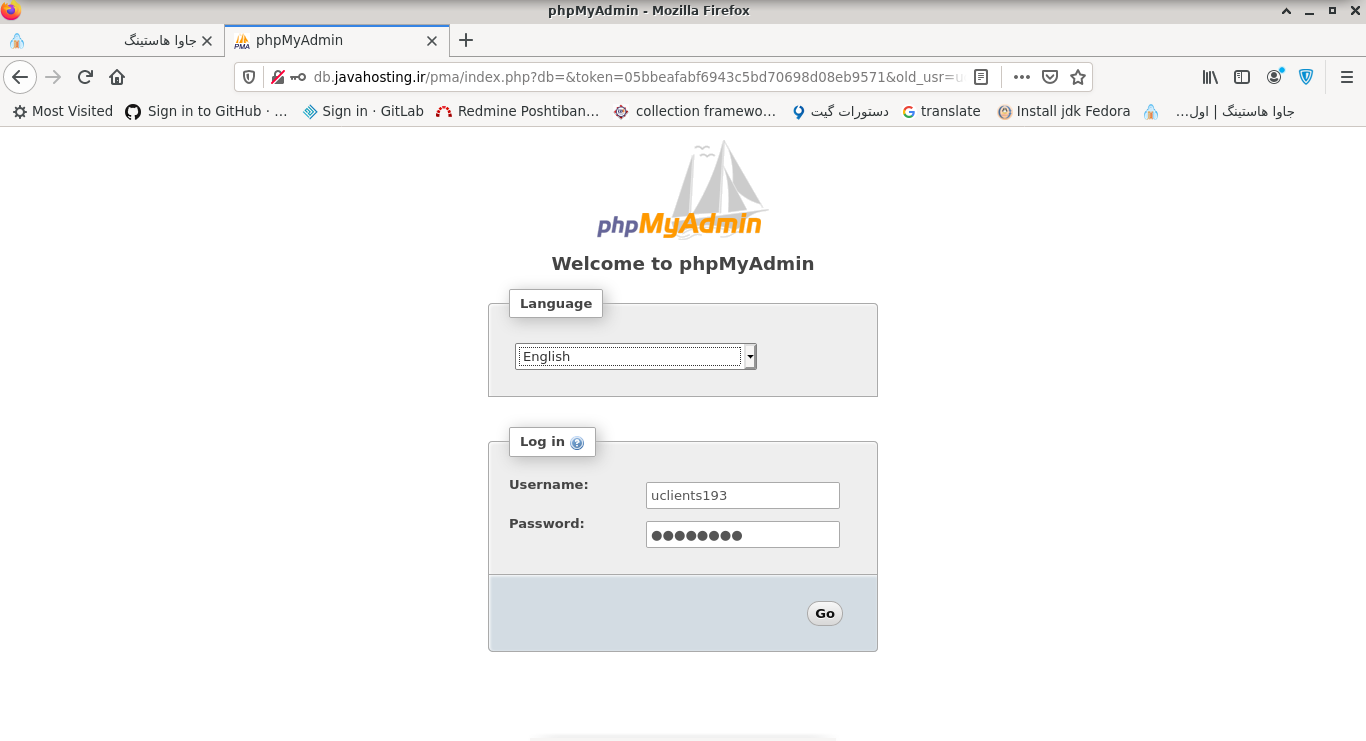 phpMyAdmin - Mozilla Firefox
جاوا هاستینگ
PMA phpMyAdmin
db.javahosting.ir/pma/index.php?db=&token=05bbeafabf6943c5bd70698d08eb9571&old_usr=u
Most Visited Sign in to GitHub · … Sign in · GitLab Redmine Poshtiban… collection framewo… دستورات گیت translate Install jdk Fedora جاوا هاستینگ | اول…
phpMyAdmin
Welcome to phpMyAdmin
Language
English
Log in
Username:
uclients193
Password:
Go